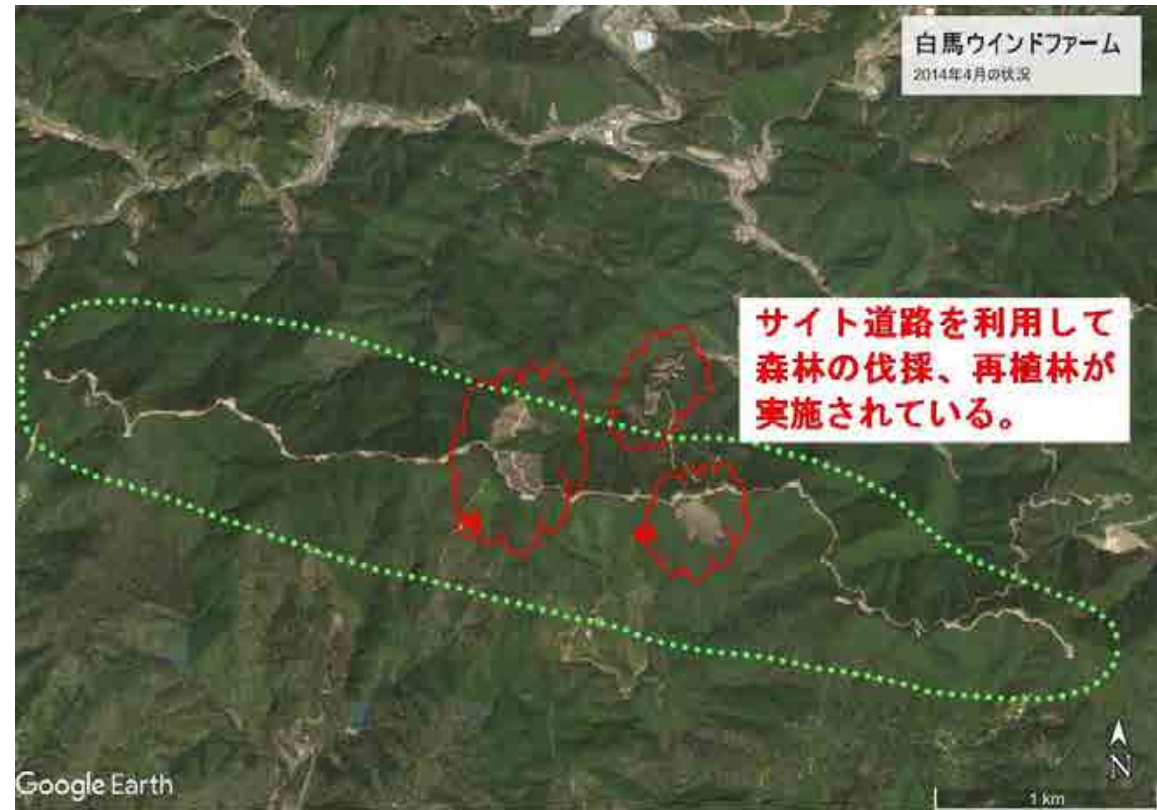 白馬ウインドファーム
2014年4月の状況
サイト道路を利用して
森林の伐採、再植林が
実施されている。
N
Google Earth
1 km